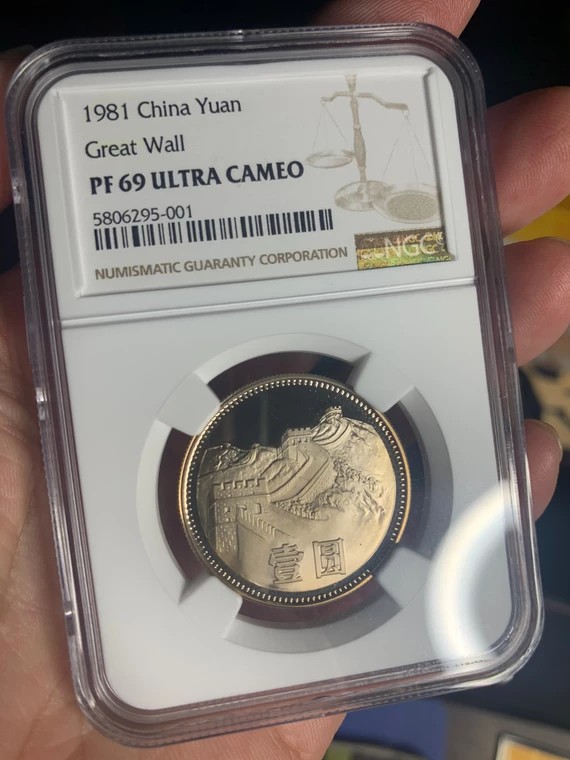 1981 China Yuan
Great Wall
PF 69 ULTRA CAMEO
5806295-001
NUMISMATIC GUARANTY CORPORATION
NGC
壹圆